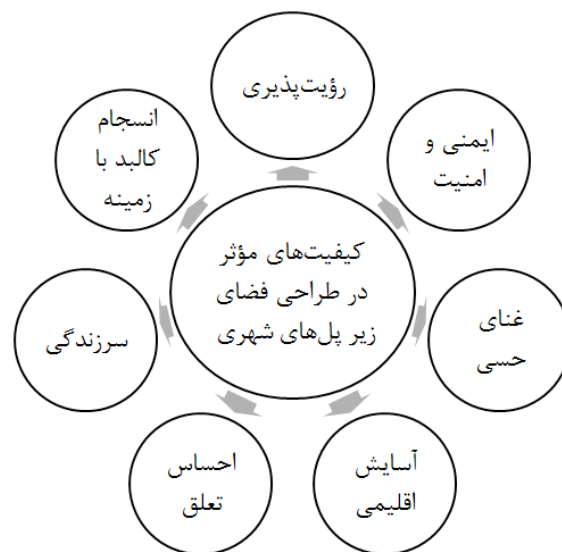 رؤیت‌پذیری
ایمنی و
امنیت
انسجام
کالبد با
زمینه
کیفیت‌های مؤثر
در طراحی فضای
زیر پل‌های شهری
غنای
حسی
سرزندگی
آسایش
اقلیمی
احساس
تعلق